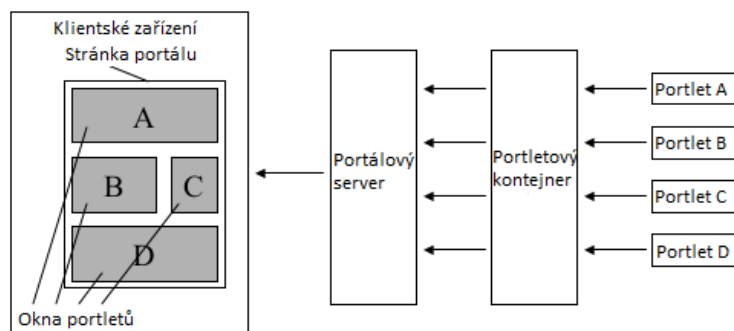 Klientské zařízení
Stránka portálu
A
B
C
D
Okna portletů
Portálový
server
Portletový
kontejner
Portlet A
Portlet B
Portlet C
Portlet D